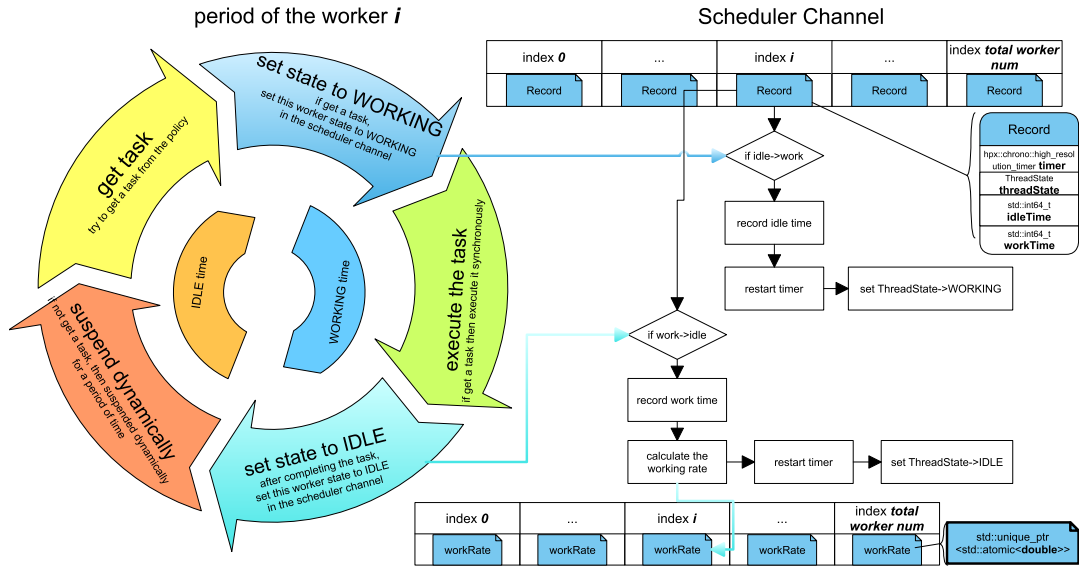 period of the worker i
Scheduler Channel
set state to WORKING
if get a task,
set this worker state to WORKING
in the scheduler channel
get task
try to get a task from the policy
execute the task
if get a task then execute it synchronously
IDLE time
WORKING time
suspend dynamically
if not get a task, then suspended dynamically
for a period of time
set state to IDLE
after completing the task,
set this worker state to IDLE
in the scheduler channel
index 0
...
index i
...
index total worker
num
Record
Record
Record
Record
Record
Record
hpx::chrono::high_resol
ution_timer timer
ThreadState
threadState
std::int64_t
idleTime
std::int64_t
workTime
if idle->work
record idle time
restart timer
set ThreadState->WORKING
if work->idle
record work time
calculate the
working rate
restart timer
set ThreadState->IDLE
index 0
...
index i
...
index total
worker num
workRate
workRate
workRate
workRate
workRate
std::unique_ptr
<std::atomic<double>>